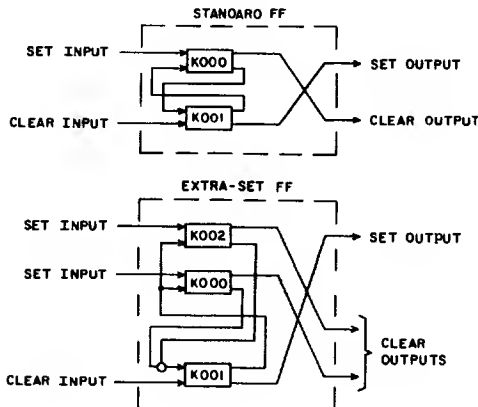 STANDARO FF
SET INPUT
K000
SET OUTPUT
K001
CLEAR INPUT
CLEAR OUTPUT
EXTRA-SET FF
SET INPUT
K002
SET OUTPUT
SET INPUT
K000
CLEAR
OUTPUTS
K001
CLEAR INPUT